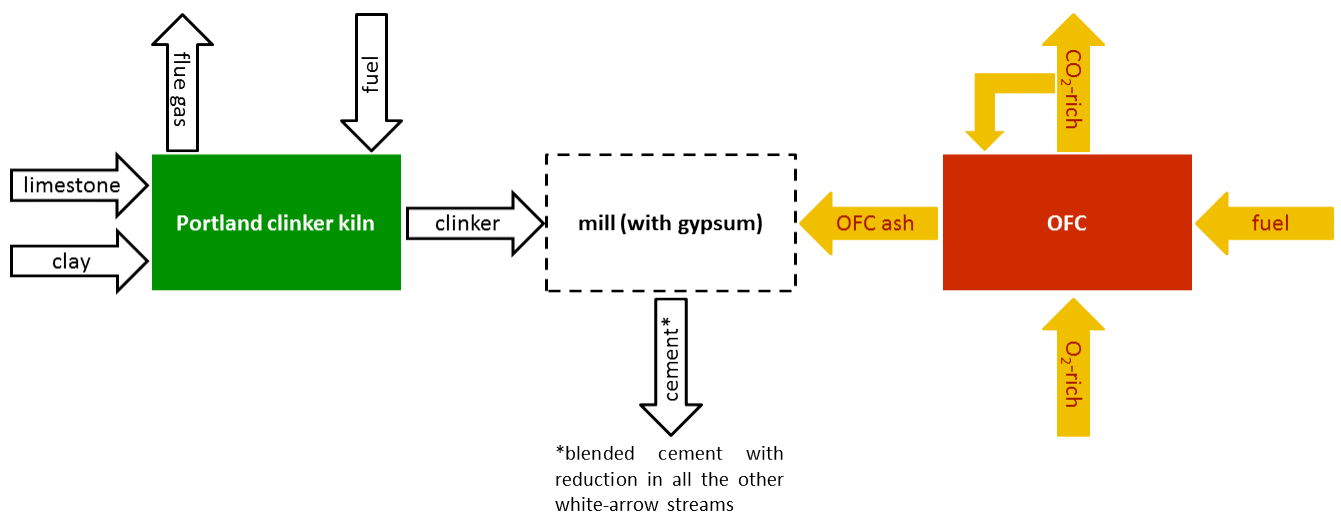 flue gas
fuel
CO₂-rich
limestone
clay
Portland clinker kiln
clinker
mill (with gypsum)
OFC ash
OFC
fuel
cement*
O₂-rich
*blended cement with
reduction in all the other
white-arrow streams